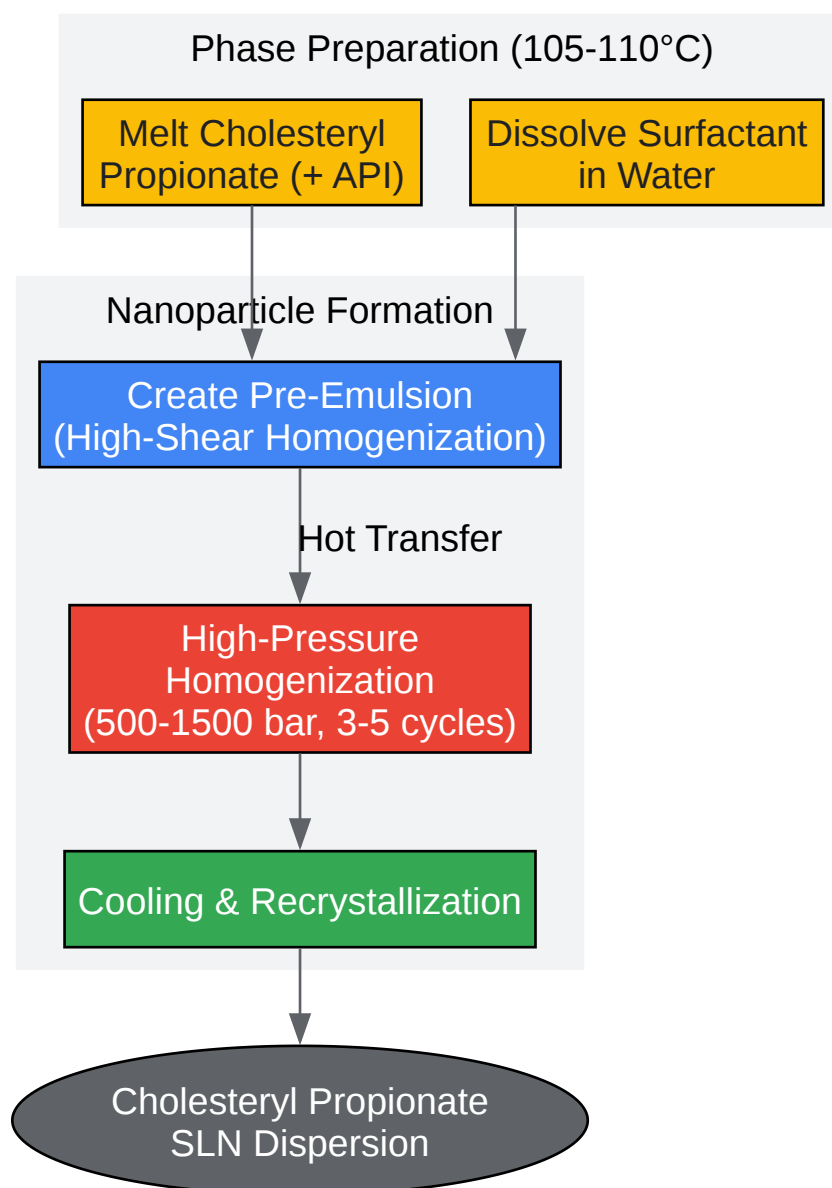 Phase Preparation (105-110°C)
Melt Cholesteryl
Propionate (+ API)
Dissolve Surfactant
in Water
Nanoparticle Formation
Create Pre-Emulsion
(High-Shear Homogenization)
Hot Transfer
High-Pressure
Homogenization
(500-1500 bar, 3-5 cycles)
Cooling & Recrystallization
Cholesteryl Propionate
SLN Dispersion